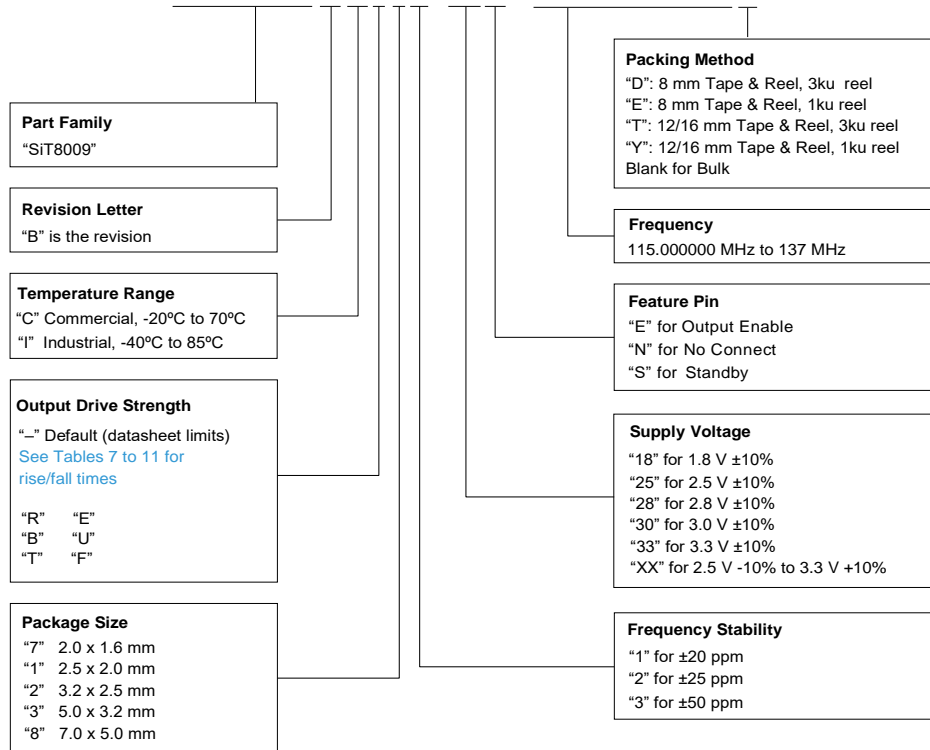 Part Family
“SiT8009”
Revision Letter
“B” is the revision
Temperature Range
“C” Commercial, -20ºC to 70ºC
“I” Industrial, -40ºC to 85ºC
Output Drive Strength
“–” Default (datasheet limits)
See Tables 7 to 11 for
rise/fall times
“R” “E”
“B” “U”
“T” “F”
Package Size
“7” 2.0 x 1.6 mm
“1” 2.5 x 2.0 mm
“2” 3.2 x 2.5 mm
“3” 5.0 x 3.2 mm
“8” 7.0 x 5.0 mm
Packing Method
“D”: 8 mm Tape & Reel, 3ku reel
“E”: 8 mm Tape & Reel, 1ku reel
“T”: 12/16 mm Tape & Reel, 3ku reel
“Y”: 12/16 mm Tape & Reel, 1ku reel
Blank for Bulk
Frequency
115.000000 MHz to 137 MHz
Feature Pin
“E” for Output Enable
“N” for No Connect
“S” for Standby
Supply Voltage
“18” for 1.8 V ±10%
“25” for 2.5 V ±10%
“28” for 2.8 V ±10%
“30” for 3.0 V ±10%
“33” for 3.3 V ±10%
“XX” for 2.5 V -10% to 3.3 V +10%
Frequency Stability
“1” for ±20 ppm
“2” for ±25 ppm
“3” for ±50 ppm